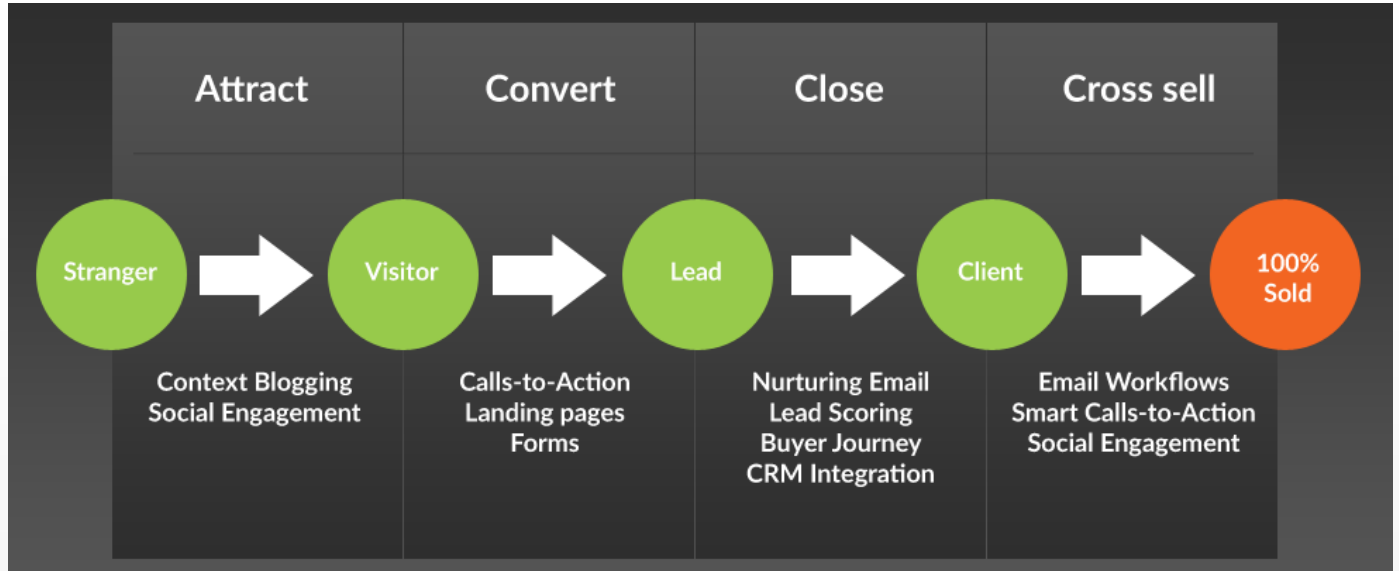 Attract
Convert
Close
Cross sell
Stranger
Visitor
Lead
Client
100%
Sold
Context Blogging
Social Engagement
Calls-to-Action
Landing pages
Forms
Nurturing Email
Lead Scoring
Buyer Journey
CRM Integration
Email Workflows
Smart Calls-to-Action
Social Engagement